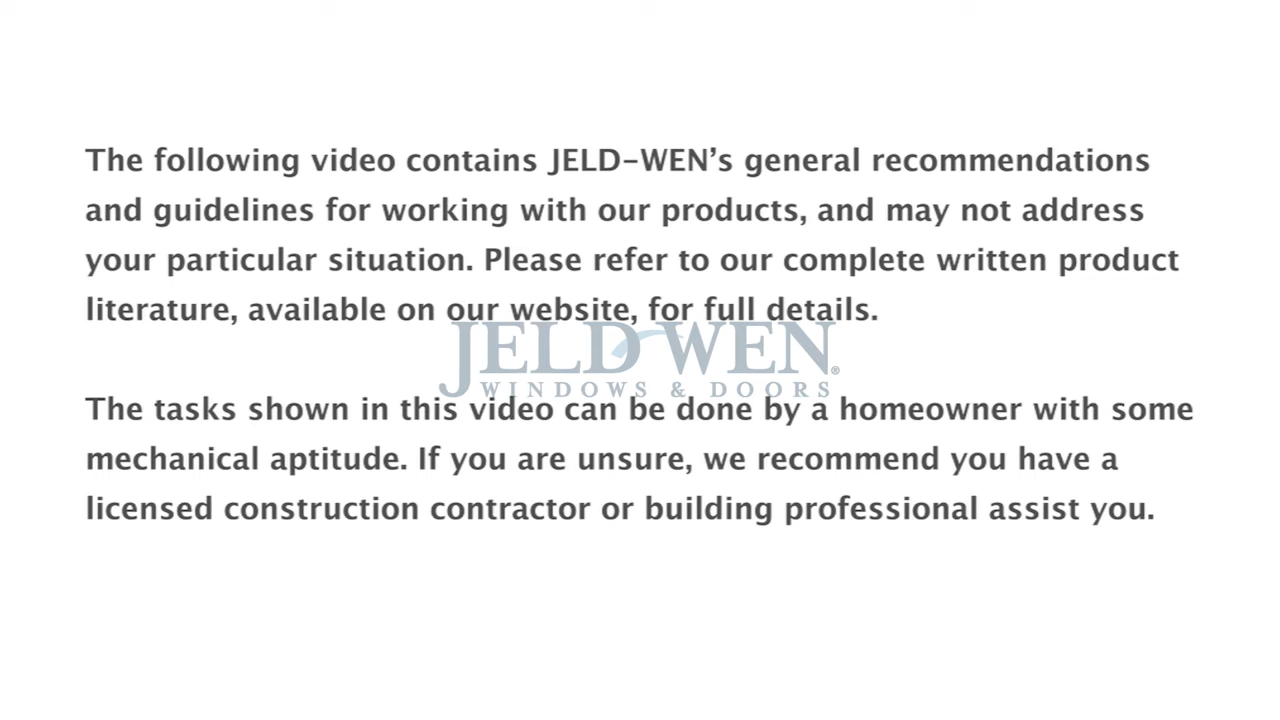 The following video contains JELD-WEN’s general recommendations
and guidelines for working with our products, and may not address
your particular situation. Please refer to our complete written product
literature, available on our website, for full details.
JELD-WEN®
WINDOWS & DOORS
The tasks shown in this video can be done by a homeowner with some
mechanical aptitude. If you are unsure, we recommend you have a
licensed construction contractor or building professional assist you.